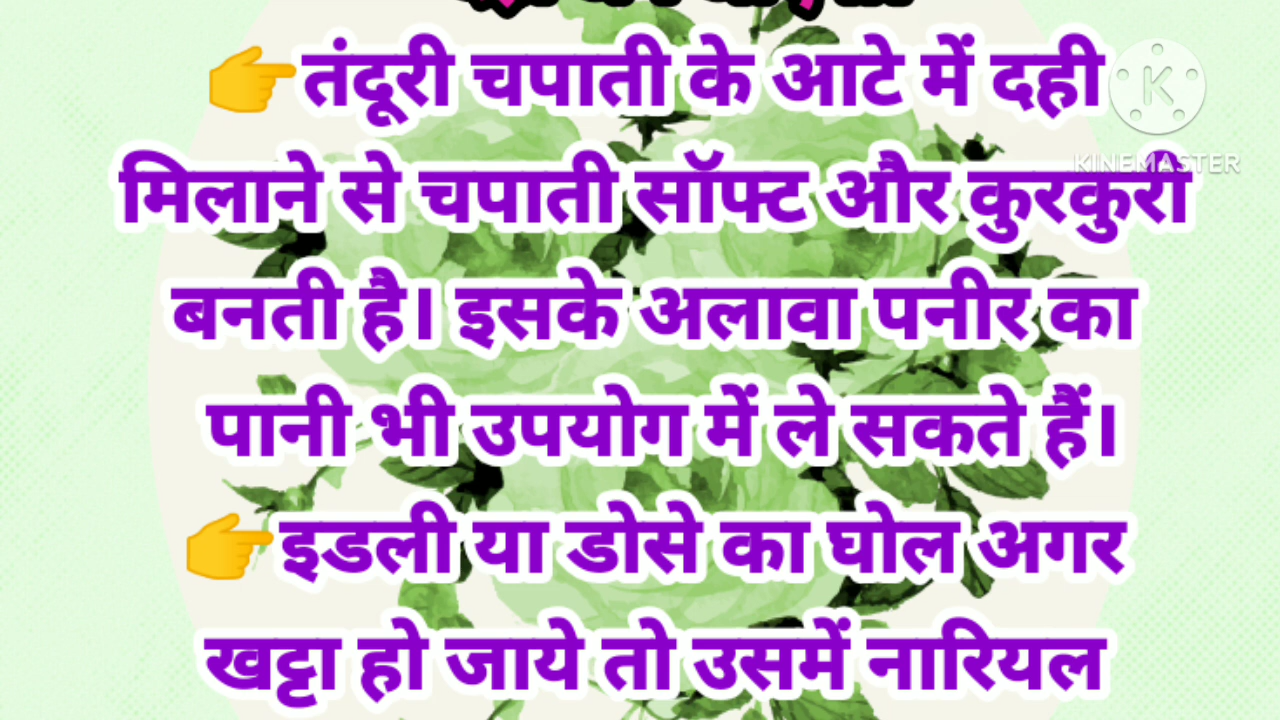 👉तंदूरी चपाती के आटे में दही
मिलाने से चपाती सॉफ्ट और कुरकुरी
बनती है। इसके अलावा पनीर का
पानी भी उपयोग में ले सकते हैं।
👉इडली या डोसे का घोल अगर
खट्टा हो जाये तो उसमें नारियल
K
KINEMASTER